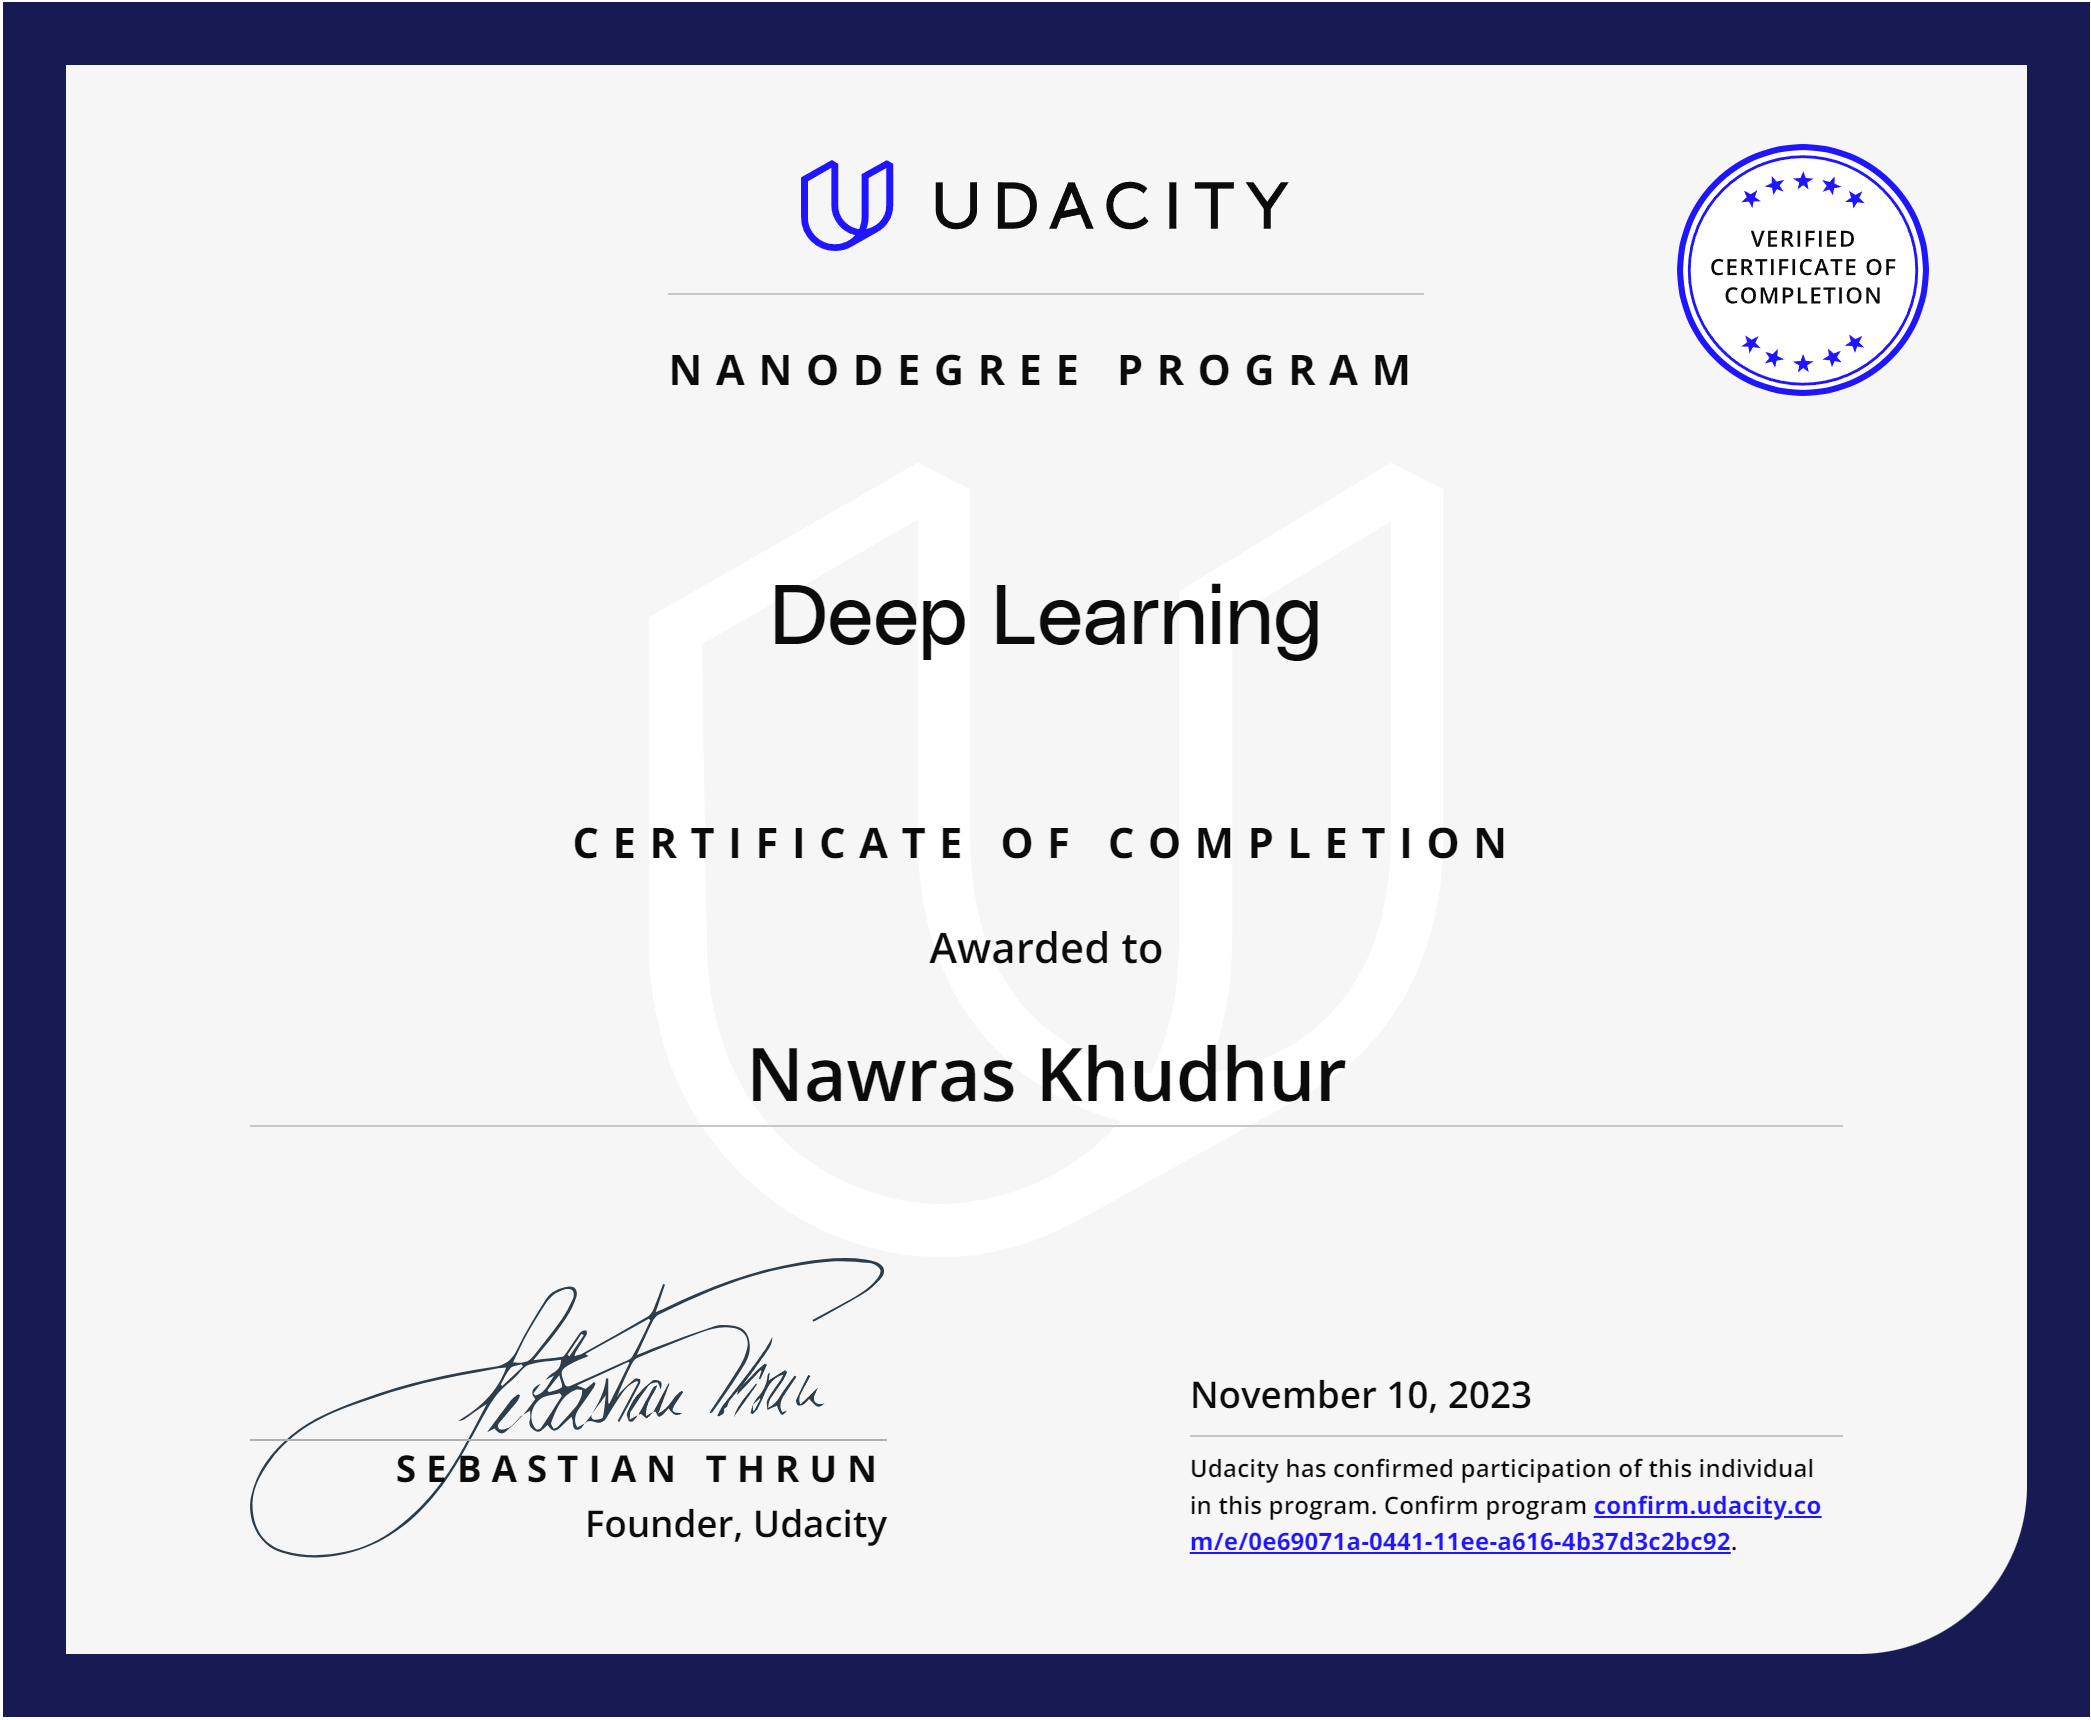 UDACITY
VERIFIED
CERTIFICATE OF
COMPLETION
NANODEGREE PROGRAM
Deep Learning
CERTIFICATE OF COMPLETION
Awarded to
Nawras Khudhur
Sebastian Thrun
SEBASTIAN THRUN
Founder, Udacity
November 10, 2023
Udacity has confirmed participation of this individual
in this program. Confirm program confirm.udacity.co
m/e/0e69071a-0441-11ee-a616-4b37d3c2bc92.